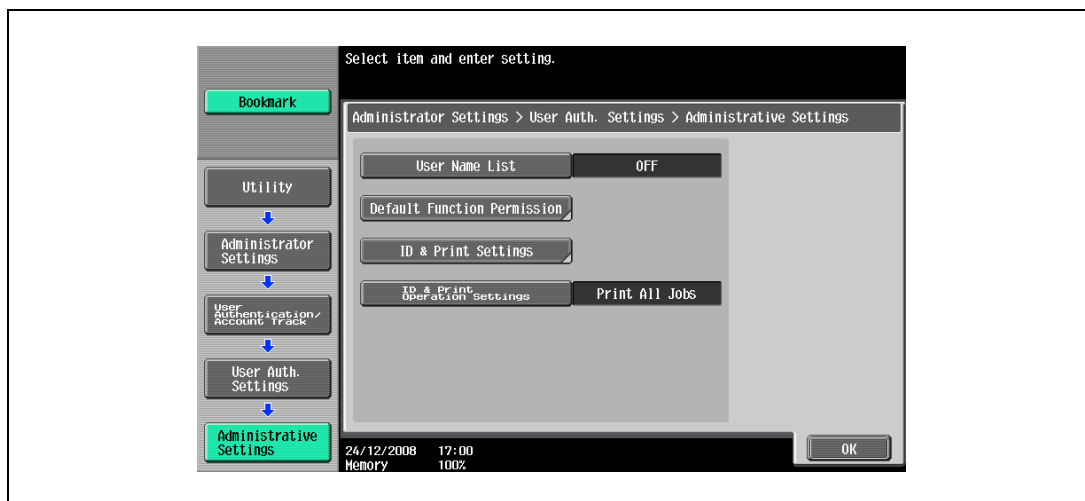 Select item and enter setting.
Bookmark
Administrator Settings > User Auth. Settings > Administrative Settings
User Name List
OFF
Utility
Default Function Permission
Administrator
Settings
ID & Print Settings
ID & Print
Operation Settings
Print All Jobs
User
Authentication/
Account Track
User Auth.
Settings
Administrative
Settings
24/12/2008 17:00
Memory 100%
OK